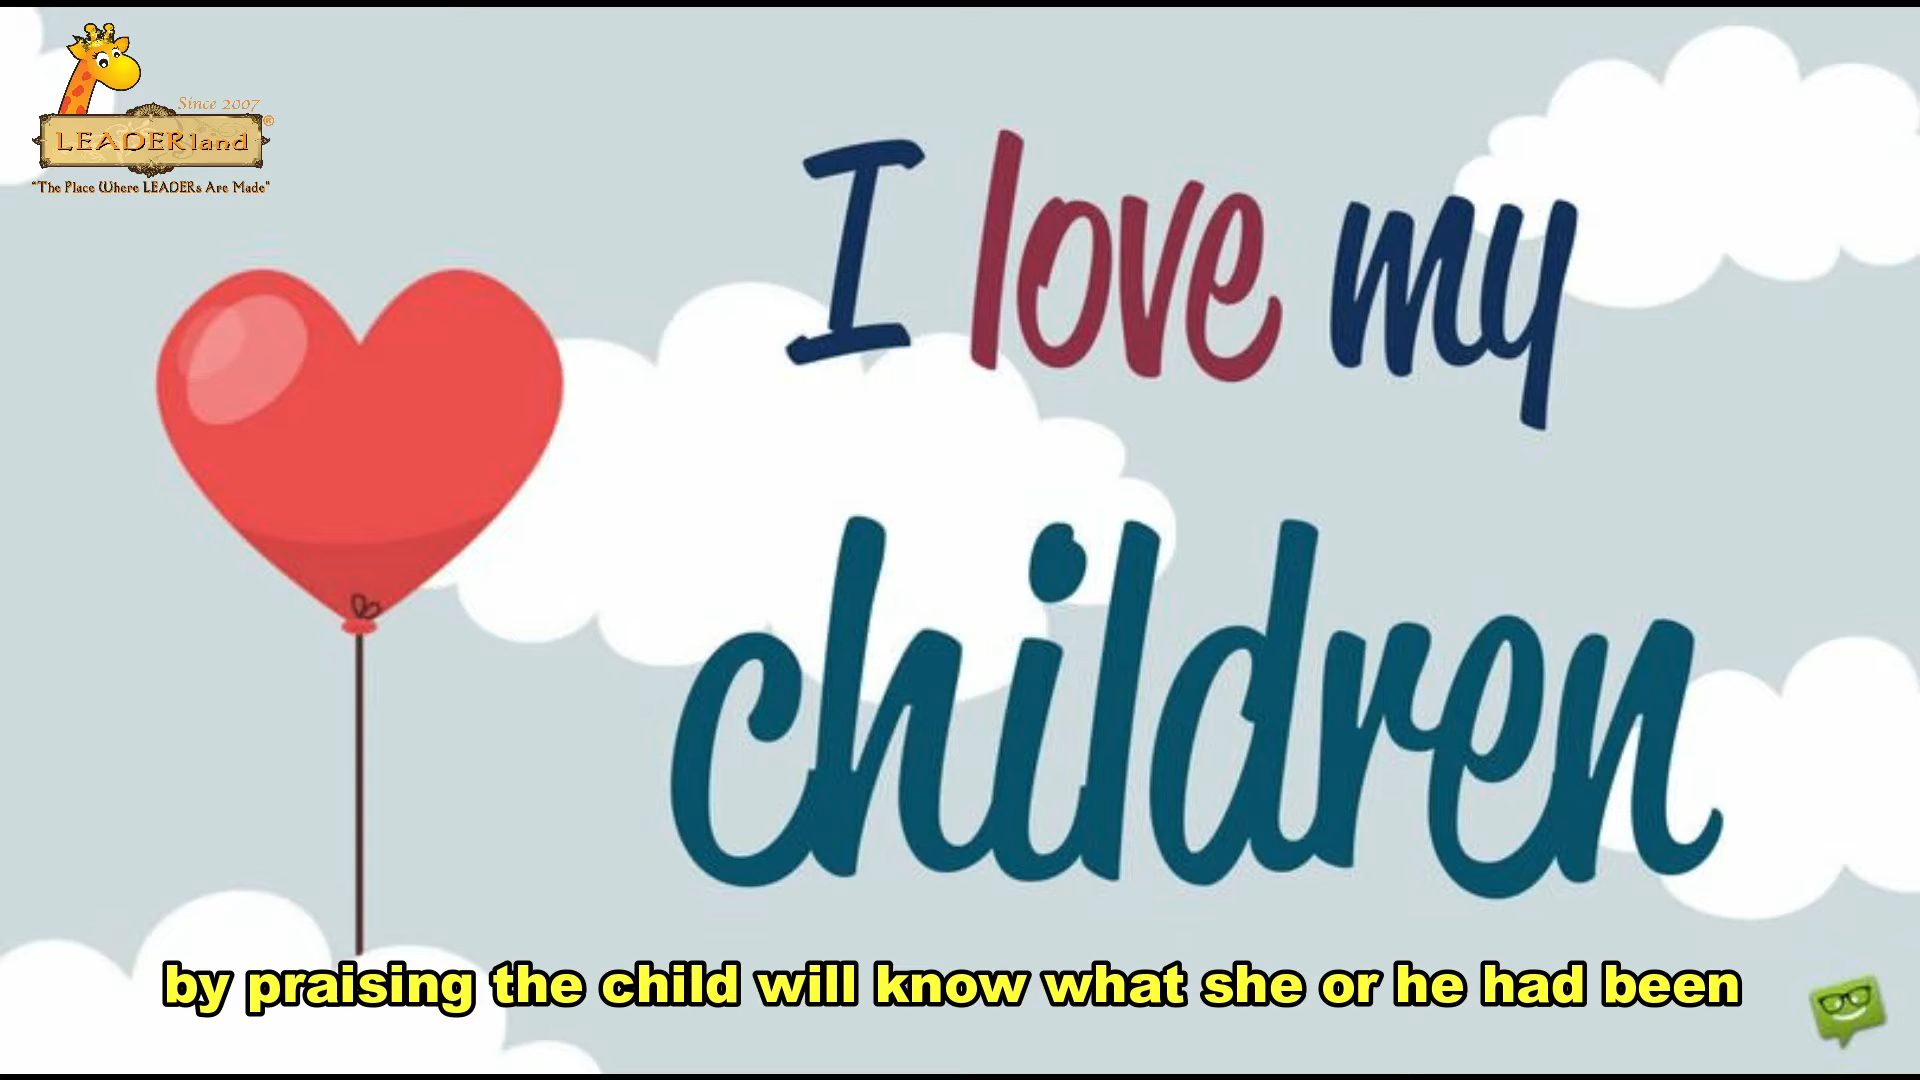 Since 2007
LEADERland®
"The Place Where LEADERs Are Made"
I love my
children
by praising the child will know what she or he had been